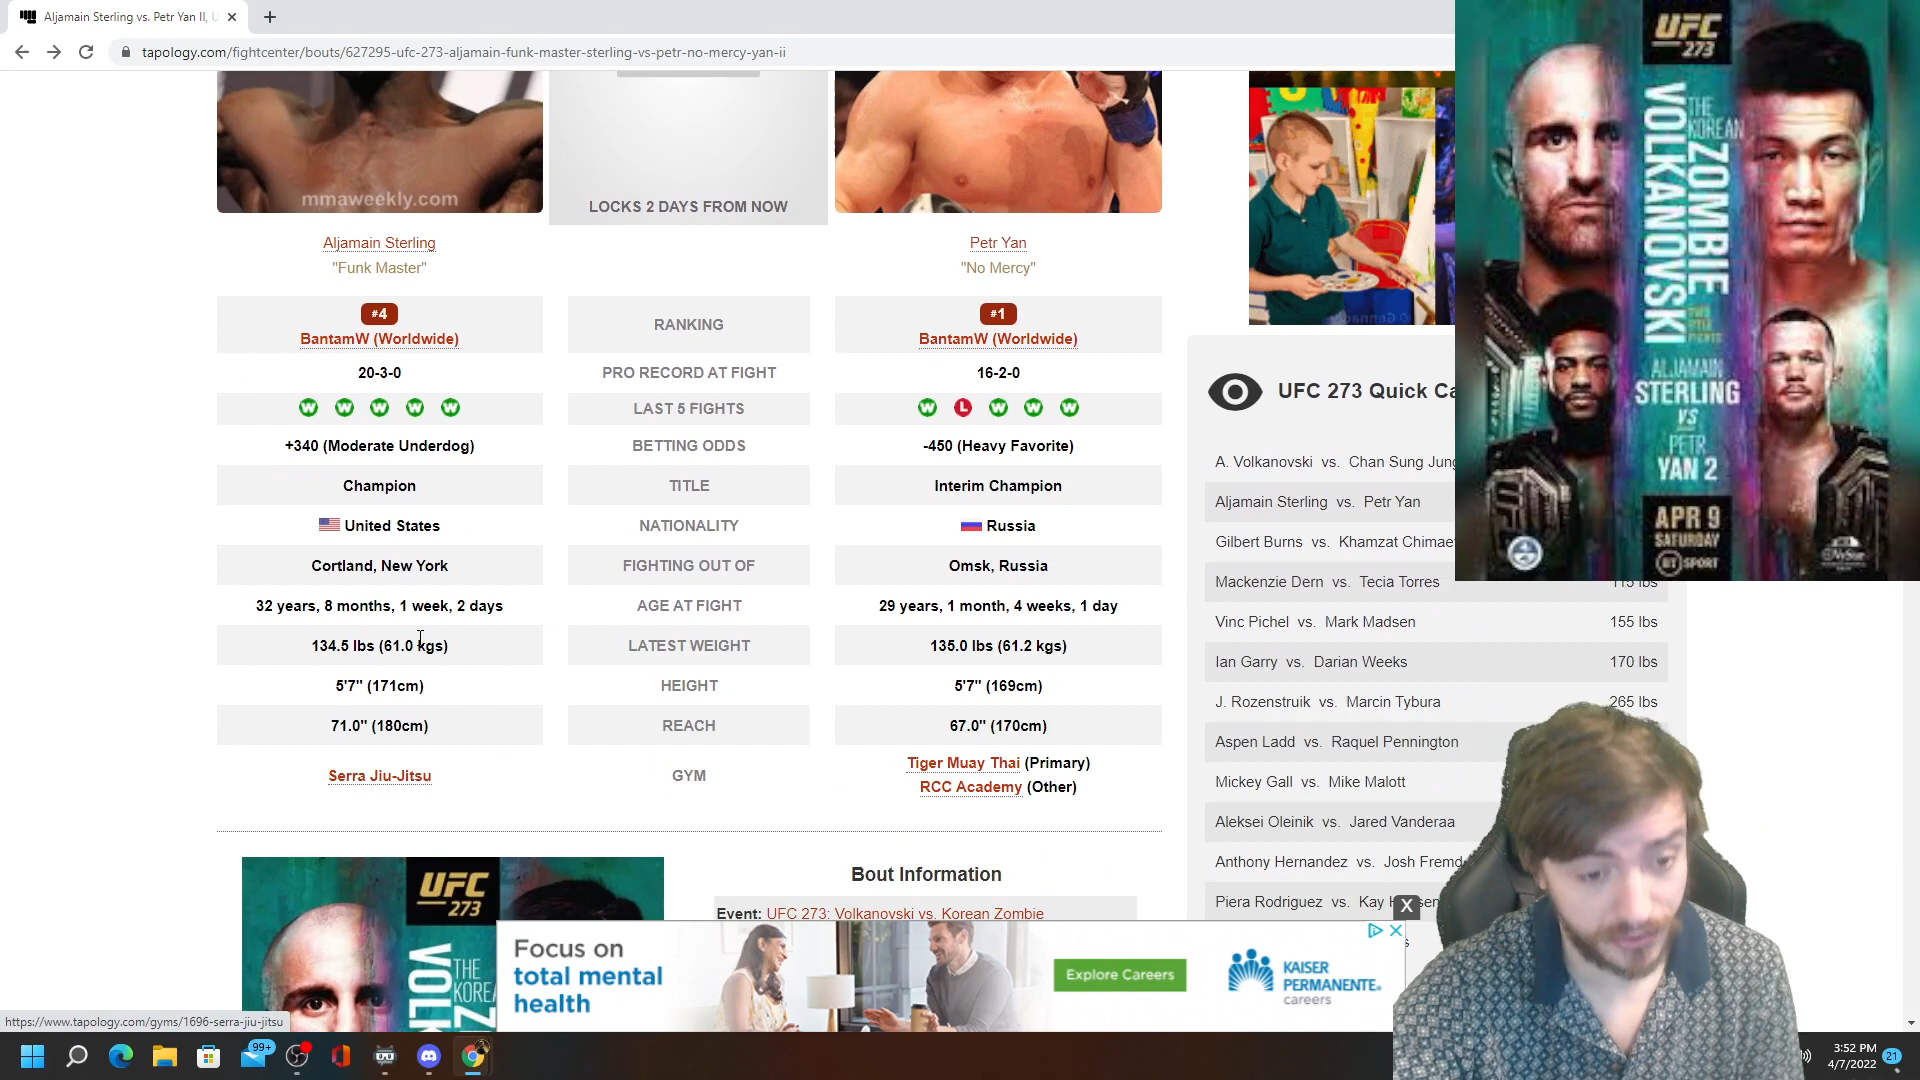 Aljamain Sterling vs. Petr Yan II, U
tapology.com/fightcenter/bouts/627295-ufc-273-aljamain-funk-master-sterling-vs-petr-no-mercy-yan-ii
mmaweekly.com
LOCKS 2 DAYS FROM NOW
Aljamain Sterling
"Funk Master"
Petr Yan
"No Mercy"
#4
BantamW (Worldwide)
RANKING
#1
BantamW (Worldwide)
20-3-0
PRO RECORD AT FIGHT
16-2-0
W W W W W
LAST 5 FIGHTS
W L W W W
+340 (Moderate Underdog)
BETTING ODDS
-450 (Heavy Favorite)
Champion
TITLE
Interim Champion
United States
NATIONALITY
Russia
Cortland, New York
FIGHTING OUT OF
Omsk, Russia
32 years, 8 months, 1 week, 2 days
AGE AT FIGHT
29 years, 1 month, 4 weeks, 1 day
134.5 lbs (61.0 kgs)
LATEST WEIGHT
135.0 lbs (61.2 kgs)
5'7" (171cm)
HEIGHT
5'7" (169cm)
71.0" (180cm)
REACH
67.0" (170cm)
Serra Jiu-Jitsu
GYM
Tiger Muay Thai (Primary)
RCC Academy (Other)
UFC 273 Quick Ca
A. Volkanovski vs. Chan Sung Jung
Aljamain Sterling vs. Petr Yan
Gilbert Burns vs. Khamzat Chimae
Mackenzie Dern vs. Tecia Torres 115 lbs
Vinc Pichel vs. Mark Madsen 155 lbs
Ian Garry vs. Darian Weeks 170 lbs
J. Rozenstruik vs. Marcin Tybura 265 lbs
Aspen Ladd vs. Raquel Pennington
Mickey Gall vs. Mike Malott
Aleksei Oleinik vs. Jared Vanderaa
Anthony Hernandez vs. Josh Fremd
Piera Rodriguez vs. Kay
UFC
273
VOLKANOVSKI
THE KOREAN
ZOMBIE
ALJAMAIN
STERLING
VS
PETR
YAN 2
APR 9
SATURDAY
BT SPORT
UFC
273
VOLK
THE
KOREA
Bout Information
Event: UFC 273: Volkanovski vs. Korean Zombie
Focus on
total mental
health
Explore Careers
KAISER
PERMANENTE®
careers
X
https://www.tapology.com/gyms/1696-serra-jiu-jitsu
99+
3:52 PM
4/7/2022
21